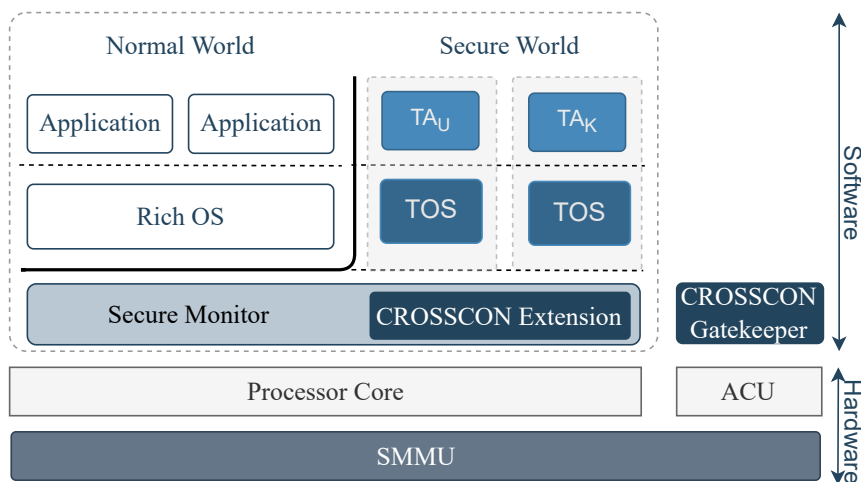 Normal World
Secure World
Application
Application
TAU
TAK
Rich OS
TOS
TOS
Secure Monitor
CROSSCON Extension
CROSSCON
Gatekeeper
Software
Processor Core
ACU
SMMU
Hardware